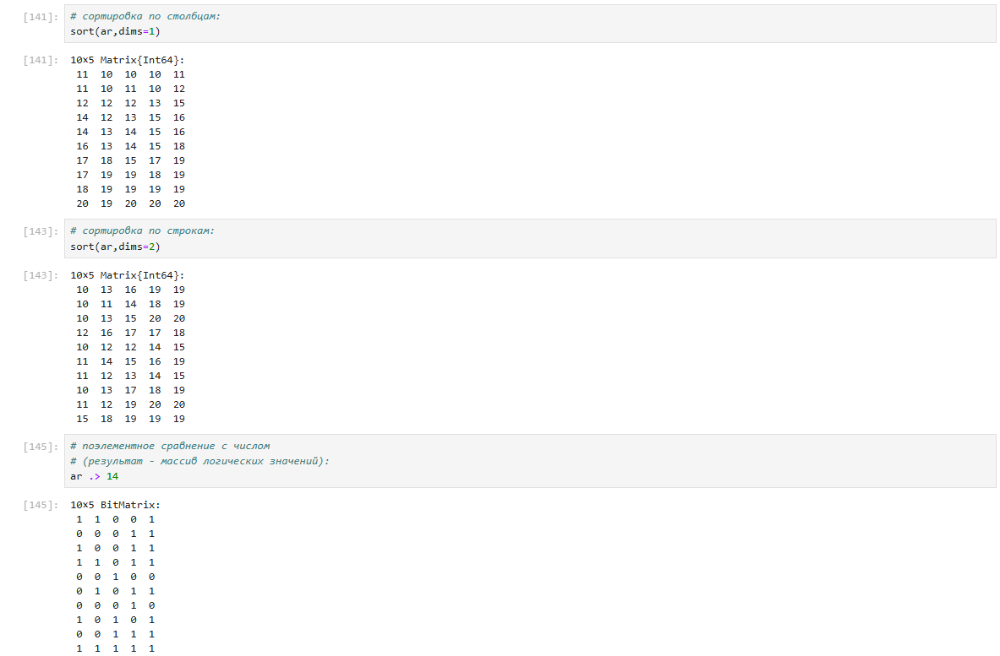 [141]: # сортировка по столбцам:
sort(ar,dims=1)
[141]: 10×5 Matrix{Int64}:
11 10 10 10 11
11 10 11 10 12
12 12 12 13 15
14 12 13 15 16
14 13 14 15 16
16 13 14 15 18
17 18 15 17 19
17 19 19 18 19
18 19 19 19 19
20 19 20 20 20
[143]: # сортировка по строкам:
sort(ar,dims=2)
[143]: 10×5 Matrix{Int64}:
10 13 16 19 19
10 11 14 18 19
10 13 15 20 20
12 16 17 17 18
10 12 12 14 15
11 14 15 16 19
11 12 13 14 15
10 13 17 18 19
11 12 19 20 20
15 18 19 19 19
[145]: # поэлементное сравнение с числом
# (результат - массив логических значений):
ar .> 14
[145]: 10×5 BitMatrix:
1 1 0 0 1
0 0 0 1 1
1 0 0 1 1
1 1 0 1 1
0 0 1 0 0
0 1 0 1 1
0 0 0 1 0
1 0 1 0 1
0 0 1 1 1
1 1 1 1 1